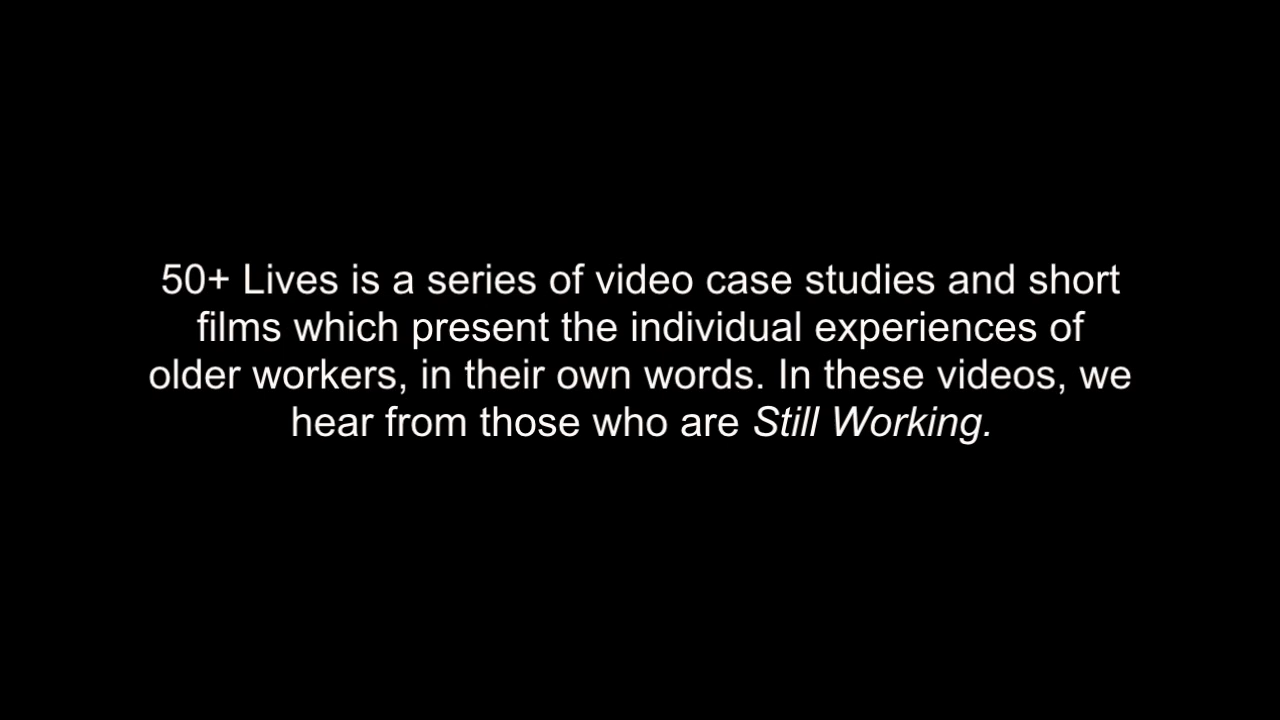 50+ Lives is a series of video case studies and short
films which present the individual experiences of
older workers, in their own words. In these videos, we
hear from those who are Still Working.